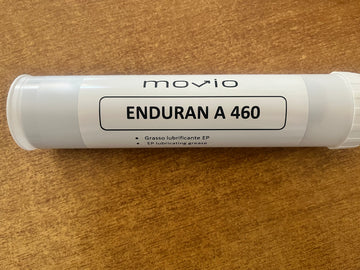 movio
ENDURAN A 460
• Grasso lubrificante EP
• EP lubricating grease